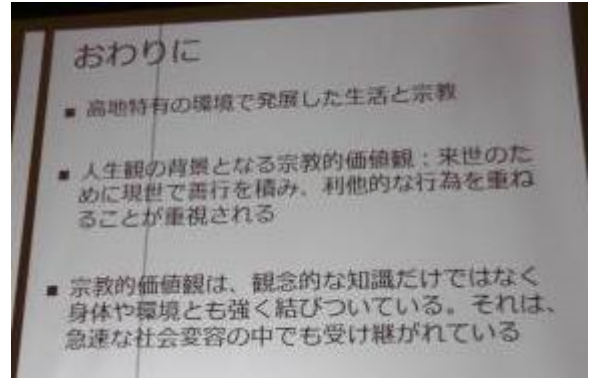 おわりに
■ 高地特有の環境で発展した生活と宗教
■ 人生観の背景となる宗教的価値観：来世のた
めに現世で善行を積み、利他的な行為を重ね
ることが重視される
■ 宗教的価値観は、観念的な知識だけではなく
身体や環境とも強く結びついている。それは、
急速な社会変容の中でも受け継がれている